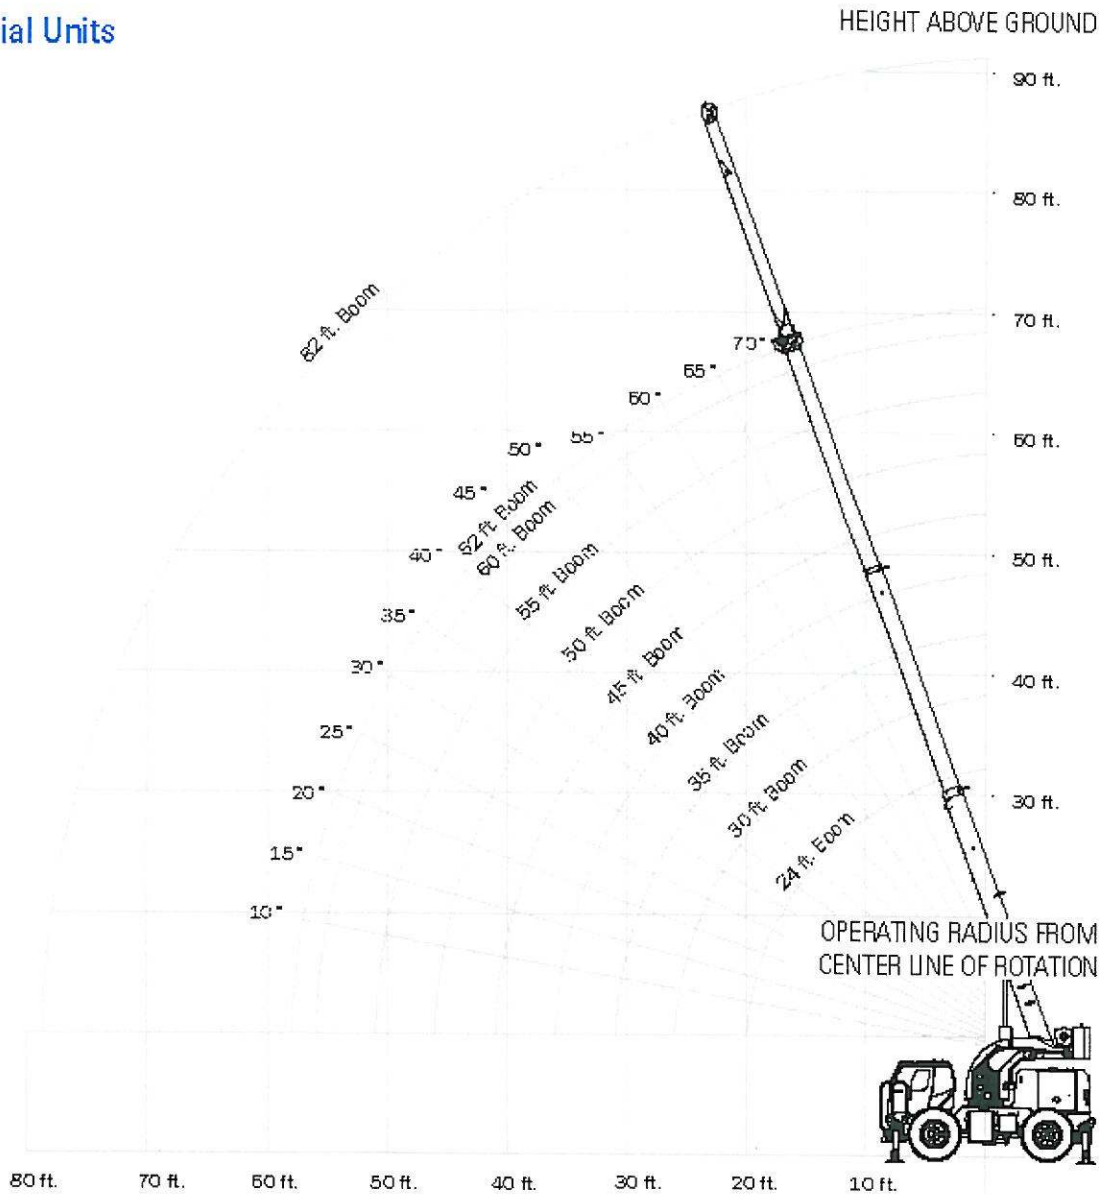 ial Units
HEIGHT ABOVE GROUND
90 ft.
80 ft.
82 ft. Boom
70 ft.
70°
65°
60°
60 ft.
55°
50°
45°
62 ft. Boom
60 ft. Boom
55 ft. Boom
50 ft. Boom
45 ft. Boom
40 ft. Boom
35 ft. Boom
30 ft. Boom
24 ft. Boom
50 ft.
40°
35°
30°
40 ft.
25°
20°
30 ft.
15°
10°
OPERATING RADIUS FROM
CENTER LINE OF ROTATION
80 ft. 70 ft. 60 ft. 50 ft. 40 ft. 30 ft. 20 ft. 10 ft.